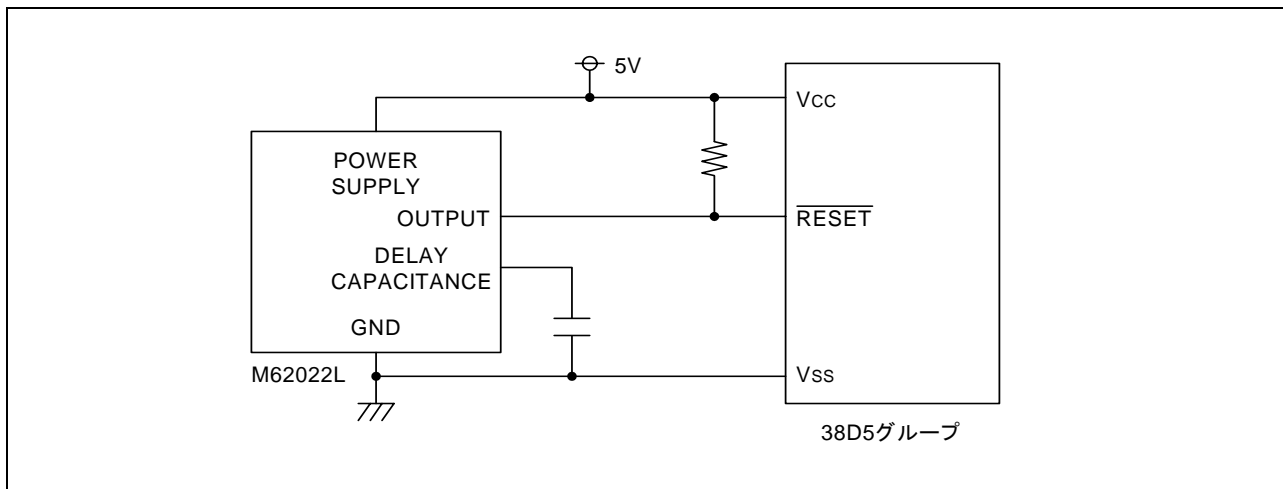 5V
VCC
POWER
SUPPLY
OUTPUT
RESET
DELAY
CAPACITANCE
GND
M62022L
VSS
38D5グループ